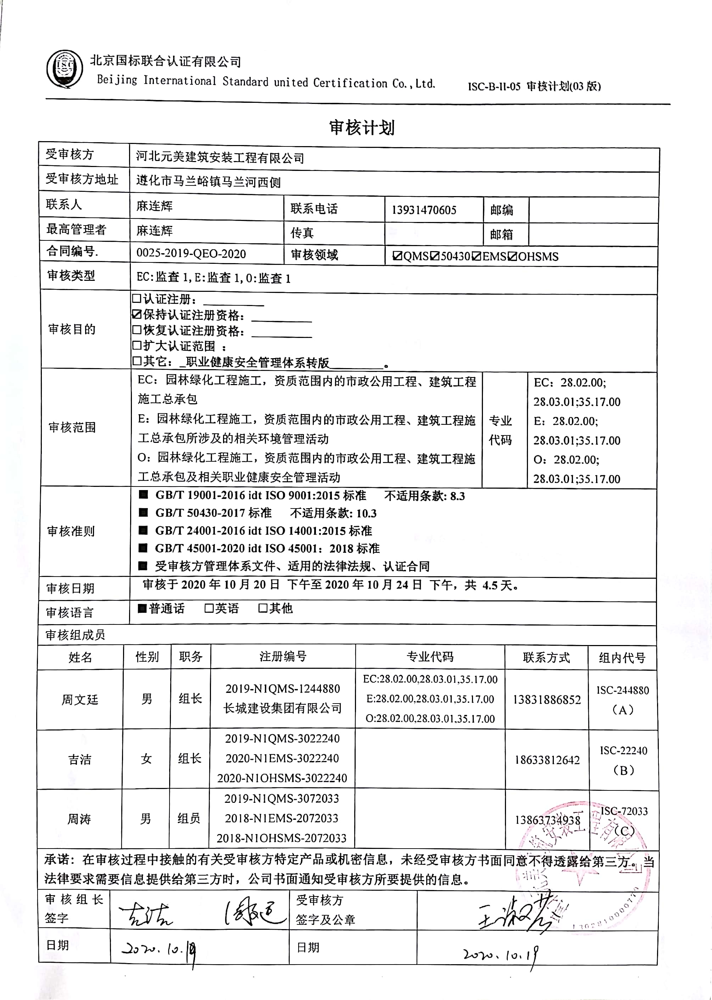 北京国标联合认证有限公司
Beijing International Standard united Certification Co.,Ltd. ISC-B-II-05 审核计划(03 版)
审核计划
受审核方 河北元美建筑安装工程有限公司
受审核方地址 遵化市马兰峪镇马兰河西侧
联系人 麻连辉 联系电话 13931470605 邮编
最高管理者 麻连辉 传真 邮箱
合同编号. 0025-2019-QEO-2020 审核领域 ☑QMS☑50430☑EMS☑OHSMS
审核类型 EC:监查 1,E:监查 1,O:监查 1
审核目的
□认证注册：
☑保持认证注册资格：
□恢复认证注册资格：
□扩大认证范围 ：
□其它： _职业健康安全管理体系转版________。
审核范围
EC：园林绿化工程施工，资质范围内的市政公用工程、建筑工程
施工总承包
E：园林绿化工程施工，资质范围内的市政公用工程、建筑工程施
工总承包所涉及的相关环境管理活动
O：园林绿化工程施工，资质范围内的市政公用工程、建筑工程施
工总承包及相关职业健康安全管理活动
专业
代码
EC：28.02.00;
28.03.01;35.17.00
E：28.02.00;
28.03.01;35.17.00
O：28.02.00;
28.03.01;35.17.00
审核准则
■ GB/T 19001-2016 idt ISO 9001:2015 标准 不适用条款: 8.3
■ GB/T 50430-2017 标准 不适用条款: 10.3
■ GB/T 24001-2016 idt ISO 14001:2015 标准
■ GB/T 45001-2020 idt ISO 45001：2018 标准
■ 受审核方管理体系文件、适用的法律法规、认证合同
审核日期 审核于 2020 年 10 月 20 日 下午至 2020 年 10 月 24 日 下午，共 4.5 天。
审核语言 ■普通话 □英语 □其他
审核组成员
姓名 性别 职务 注册编号 专业代码 联系方式 组内代号
周文廷 男 组长
2019-N1QMS-1244880
长城建设集团有限公司
EC:28.02.00,28.03.01,35.17.00
E:28.02.00,28.03.01,35.17.00
O:28.02.00,28.03.01,35.17.00
13831886852
ISC-244880
（A）
吉洁 女 组长
2019-N1QMS-3022240
2020-N1EMS-3022240
2020-N1OHSMS-3022240
18633812642
ISC-22240
（B）
周涛 男 组员
2019-N1QMS-3072033
2018-N1EMS-2072033
2018-N1OHSMS-2072033
13863734938
ISC-72033
（C）
承诺：在审核过程中接触的有关受审核方特定产品或机密信息，未经受审核方书面同意不得透露给第三方。当
法律要求需要信息提供给第三方时，公司书面通知受审核方所要提供的信息。
审核组长
签字
吉洁
受审核方
签字及公章
王淑芳
日期 2020.10.19 日期 2020.10.19